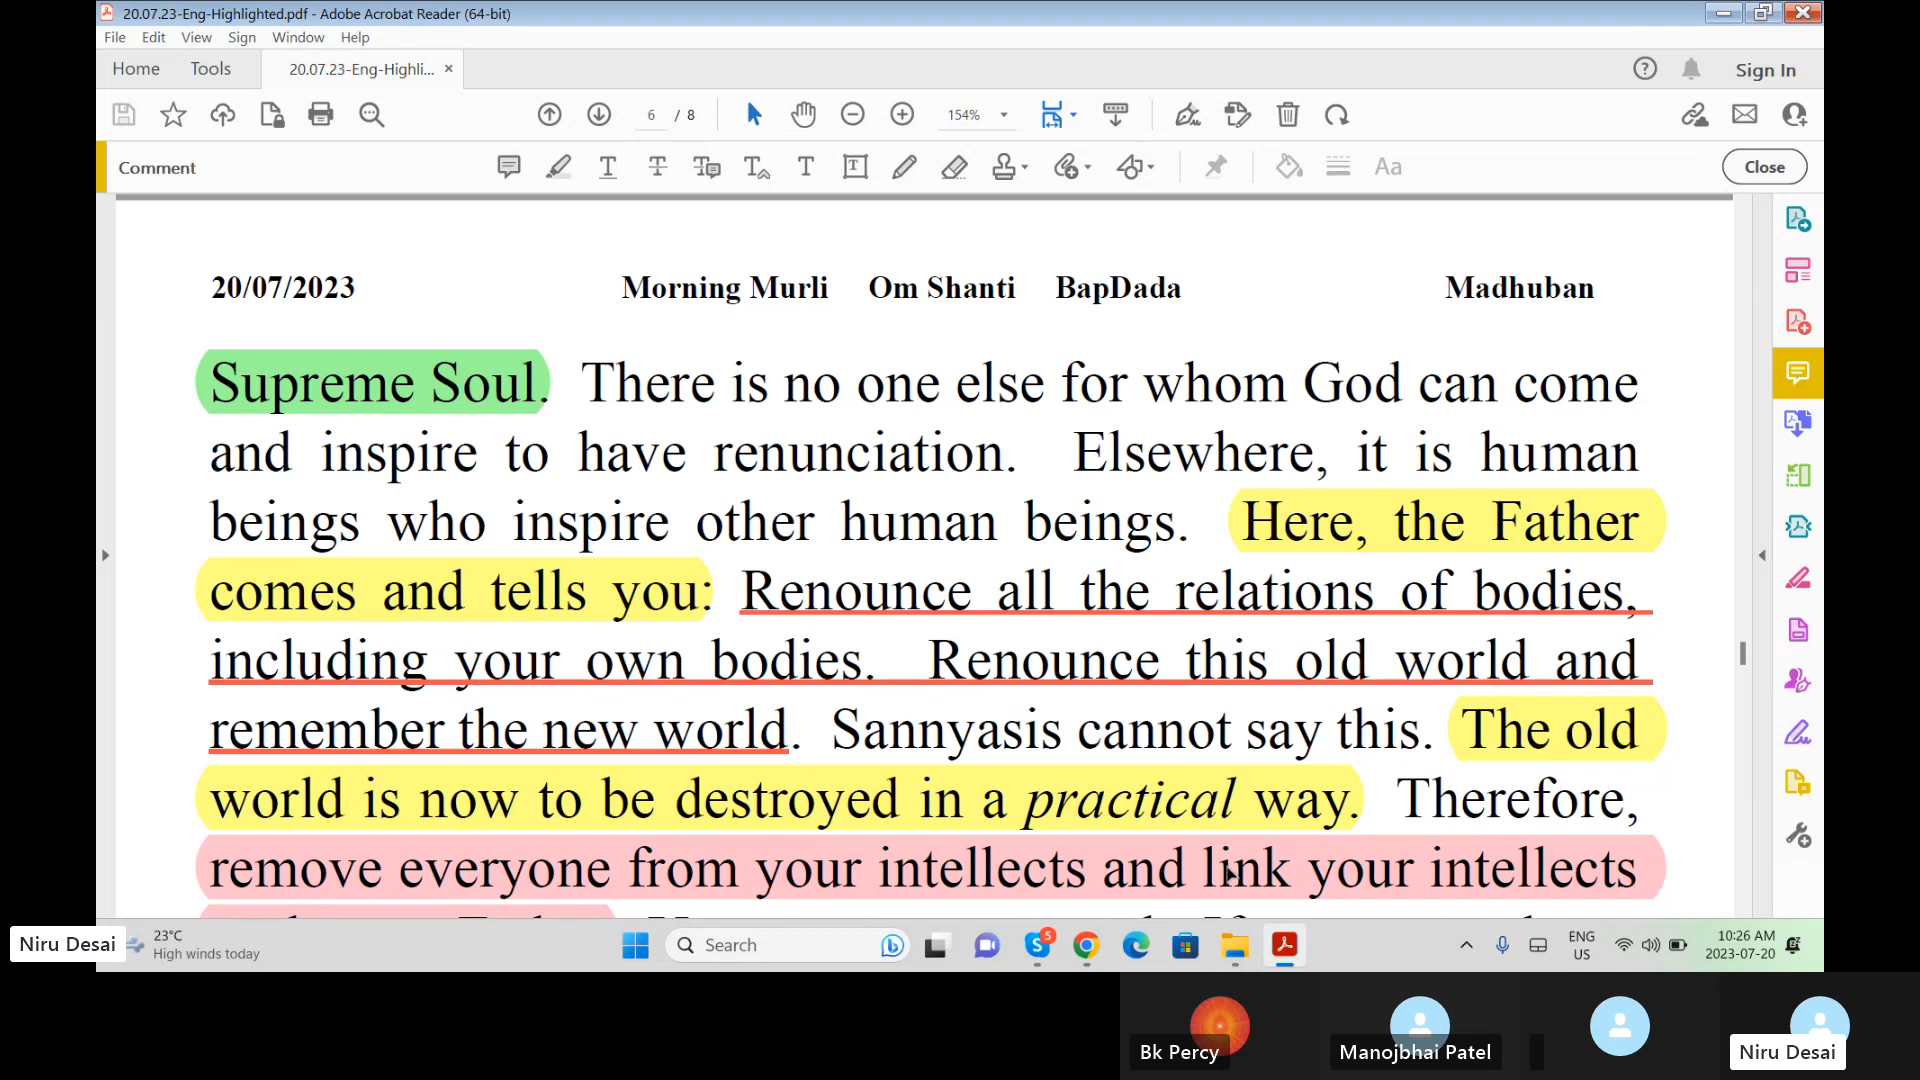 20.07.23-Eng-Highlighted.pdf - Adobe Acrobat Reader (64-bit)
File Edit View Sign Window Help
Home Tools 20.07.23-Eng-Highli... × Sign In
6 / 8 154%
Comment Aa Close
20/07/2023 Morning Murli Om Shanti BapDada Madhuban
Supreme Soul. There is no one else for whom God can come
and inspire to have renunciation. Elsewhere, it is human
beings who inspire other human beings. Here, the Father
comes and tells you: Renounce all the relations of bodies,
including your own bodies. Renounce this old world and
remember the new world. Sannyasis cannot say this. The old
world is now to be destroyed in a practical way. Therefore,
remove everyone from your intellects and link your intellects
Niru Desai
23°C
High winds today
Search
5
ENG
US
10:26 AM
2023-07-20
Bk Percy
Manojbhai Patel
Niru Desai